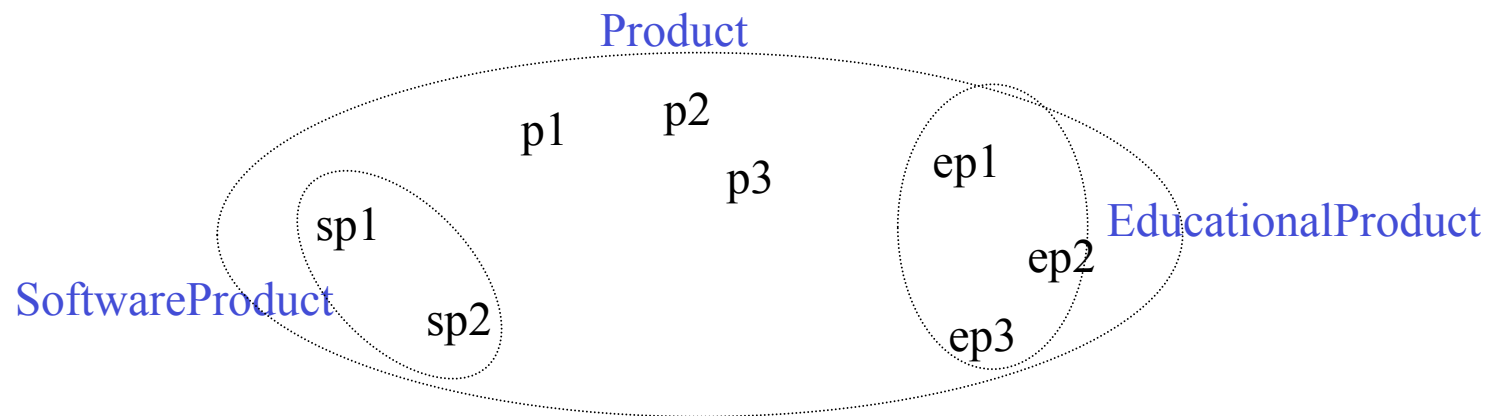 Product
p1
p2
p3
ep1
sp1
EducationalProduct
ep2
SoftwareProduct
sp2
ep3